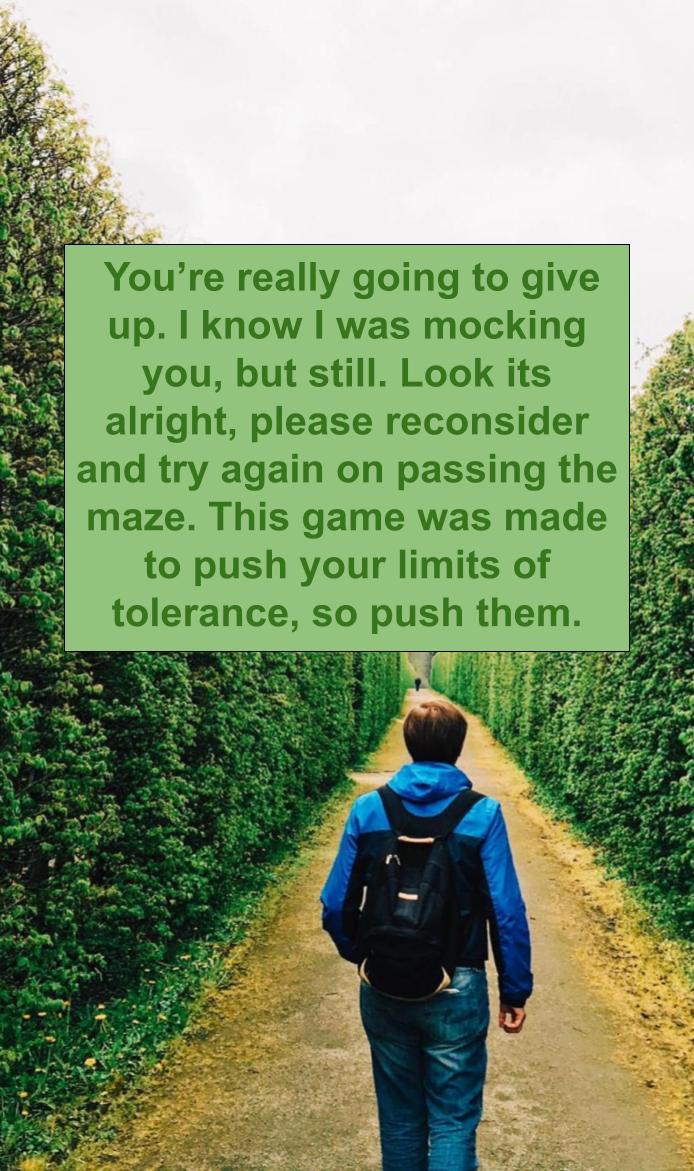 You’re really going to give
up. I know I was mocking
you, but still. Look its
alright, please reconsider
and try again on passing the
maze. This game was made
to push your limits of
tolerance, so push them.